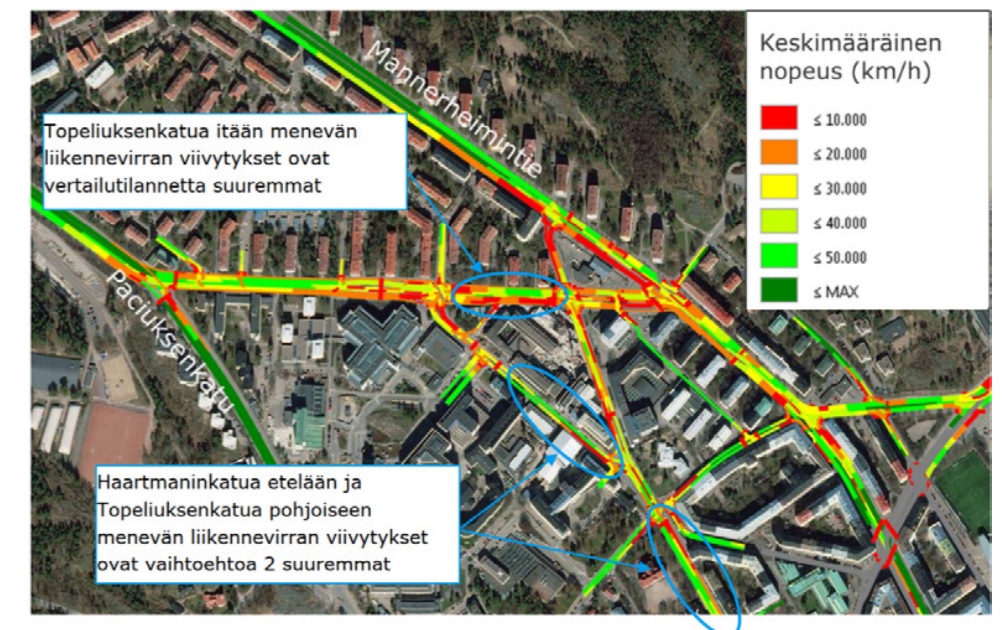 Mannerheimintie
Keskimääräinen
nopeus (km/h)
≤ 10.000
≤ 20.000
≤ 30.000
≤ 40.000
≤ 50.000
≤ MAX
Topeliuksenkatua itään menevän
liikennevirran viivytykset ovat
vertailutilannetta suuremmat
Paciuksenkatu
Haartmaninkatua etelään ja
Topeliuksenkatua pohjoiseen
menevän liikennevirran viivytykset
ovat vaihtoehtoa 2 suuremmat